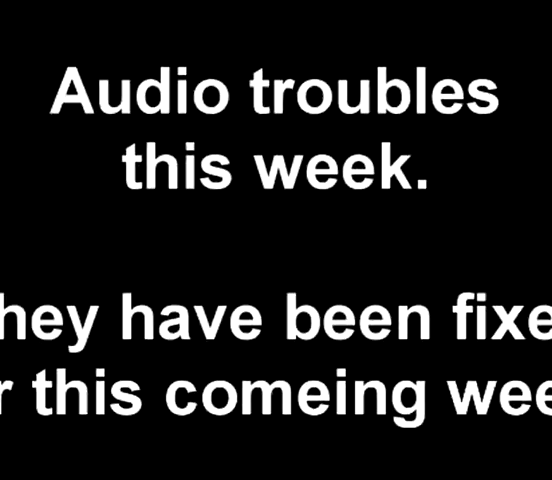 Audio troubles
this week.
hey have been fixe
r this comeing wee